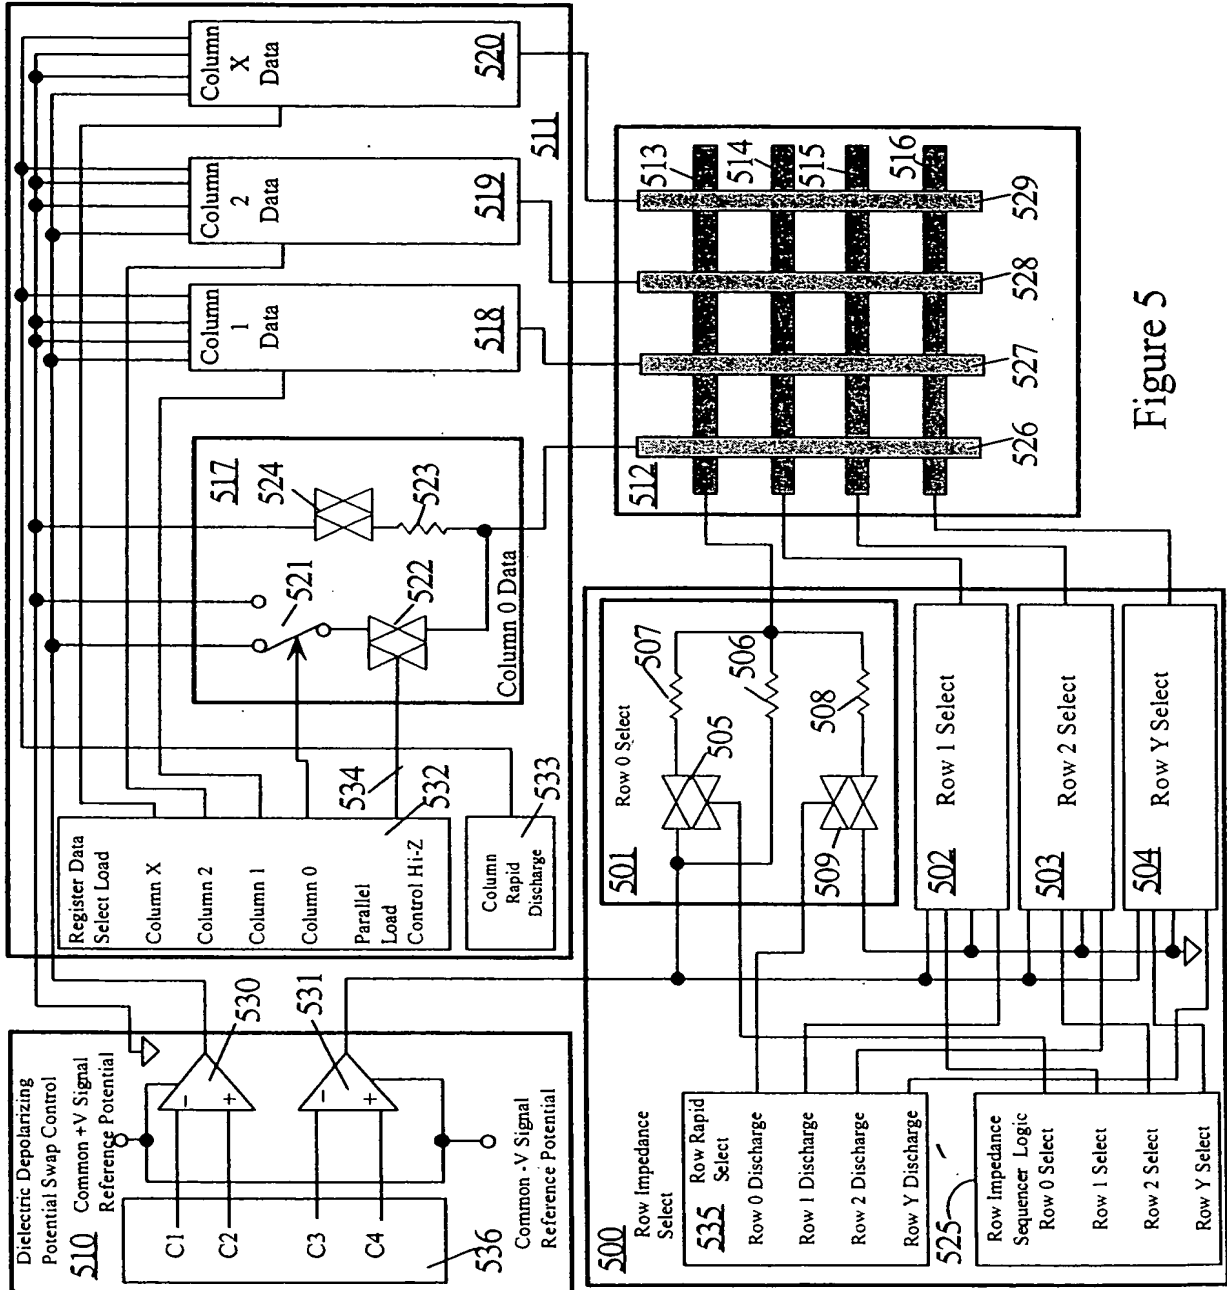 Dielectric Depolarizing
Potential Swap Control
510
Common +V Signal
Reference Potential
C1
C2
C3
C4
536
−
+
530
−
+
531
Common -V Signal
Reference Potential
Register Data
Select Load
Column X
Column 2
Column 1
Column 0
Parallel
Load
Control Hi-Z
534
532
Column
Rapid
Discharge
533
517
524
523
521
522
Column 0 Data
Column
1
Data
518
Column
2
Data
519
Column
X
Data
520
511
500
Row Impedance
Select
535
Row Rapid
Select
Row 0 Discharge
Row 1 Discharge
Row 2 Discharge
Row Y Discharge
525
Row Impedance
Sequencer Logic
Row 0 Select
Row 1 Select
Row 2 Select
Row Y Select
501
Row 0 Select
507
505
506
508
509
502
Row 1 Select
503
Row 2 Select
504
Row Y Select
512
513
514
515
516
526
527
528
529
Figure 5